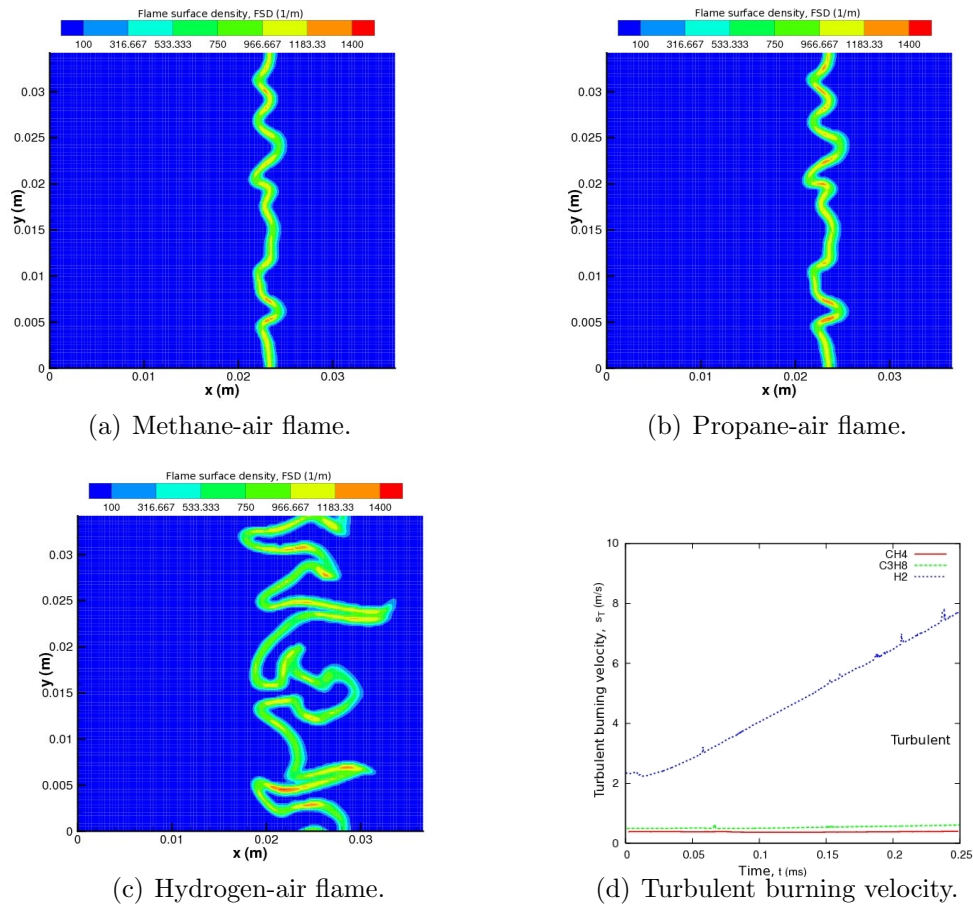 Flame surface density, FSD (1/m)
100 316.667 533.333 750 966.667 1183.33 1400
0.03
0.025
0.02
0.015
0.01
0.005
0
y (m)
0 0.01 0.02 0.03
x (m)
(a) Methane-air flame.
Flame surface density, FSD (1/m)
100 316.667 533.333 750 966.667 1183.33 1400
0.03
0.025
0.02
0.015
0.01
0.005
0
y (m)
0 0.01 0.02 0.03
x (m)
(b) Propane-air flame.
Flame surface density, FSD (1/m)
100 316.667 533.333 750 966.667 1183.33 1400
0.03
0.025
0.02
0.015
0.01
0.005
0
y (m)
0 0.01 0.02 0.03
x (m)
(c) Hydrogen-air flame.
10
8
6
4
2
0
Turbulent burning velocity, s_T (m/s)
CH4
C3H8
H2
Turbulent
0 0.05 0.1 0.15 0.2 0.25
Time, t (ms)
(d) Turbulent burning velocity.